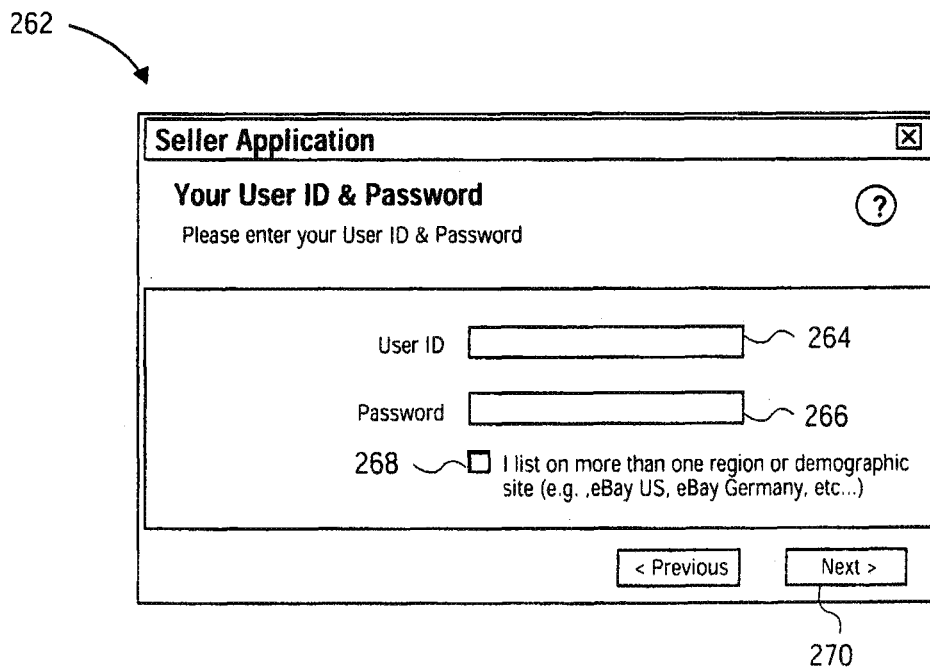 262
Seller Application
Your User ID & Password
?
Please enter your User ID & Password
User ID
264
Password
266
268
I list on more than one region or demographic
site (e.g. ,eBay US, eBay Germany, etc...)
< Previous
Next >
270